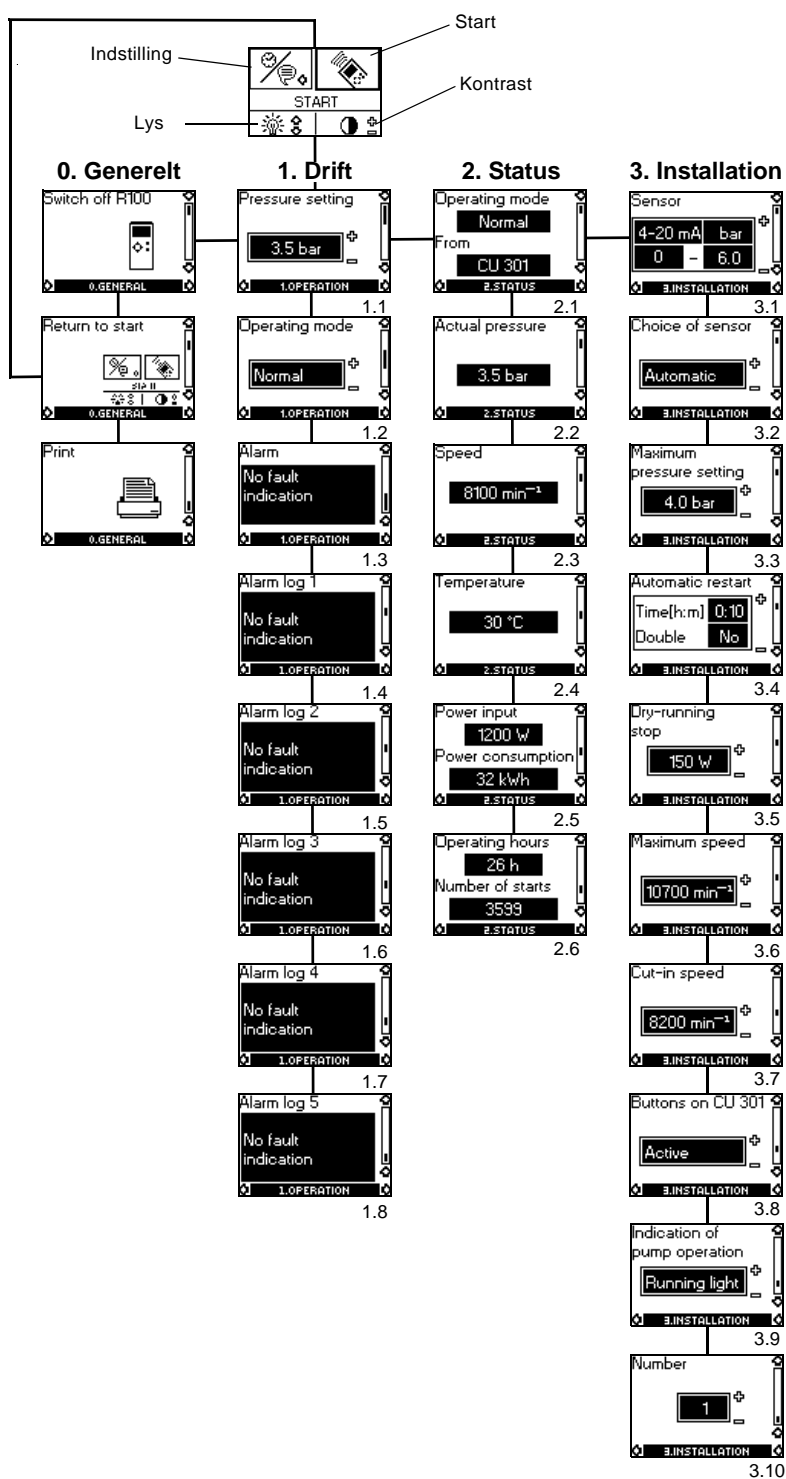 Start
Indstilling
Kontrast
START
Lys
0. Generelt
Switch off R100
0.GENERAL
Return to start
START
0.GENERAL
Print
0.GENERAL
1. Drift
Pressure setting
3.5 bar
1.OPERATION
1.1
Operating mode
Normal
1.OPERATION
1.2
Alarm
No fault
indication
1.OPERATION
1.3
Alarm log 1
No fault
indication
1.OPERATION
1.4
Alarm log 2
No fault
indication
1.OPERATION
1.5
Alarm log 3
No fault
indication
1.OPERATION
1.6
Alarm log 4
No fault
indication
1.OPERATION
1.7
Alarm log 5
No fault
indication
1.OPERATION
1.8
2. Status
Operating mode
Normal
From
CU 301
2.STATUS
2.1
Actual pressure
3.5 bar
2.STATUS
2.2
Speed
8100 min⁻¹
2.STATUS
2.3
Temperature
30 °C
2.STATUS
2.4
Power input
1200 W
Power consumption
32 kWh
2.STATUS
2.5
Operating hours
26 h
Number of starts
3599
2.STATUS
2.6
3. Installation
Sensor
4-20 mA bar
0 - 6.0
3.INSTALLATION
3.1
Choice of sensor
Automatic
3.INSTALLATION
3.2
Maximum
pressure setting
4.0 bar
3.INSTALLATION
3.3
Automatic restart
Time[h:m] 0:10
Double No
3.INSTALLATION
3.4
Dry-running
stop
150 W
3.INSTALLATION
3.5
Maximum speed
10700 min⁻¹
3.INSTALLATION
3.6
Cut-in speed
8200 min⁻¹
3.INSTALLATION
3.7
Buttons on CU 301
Active
3.INSTALLATION
3.8
Indication of
pump operation
Running light
3.INSTALLATION
3.9
Number
1
3.INSTALLATION
3.10